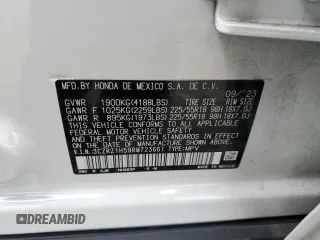 MFD.BY HONDA DE MEXICO S.A. DE C.V.
09/'23
GVWR 1900KG(4188LBS) TIRE SIZE RIM SIZE
GAWR F 1025KG(2259LBS) 225/55R18 98H 18X7.0J
GAWR R 895KG(1973LBS) 225/55R18 98H 18X7.0J
THIS VEHICLE CONFORMS TO ALL APPLICABLE
FEDERAL MOTOR VEHICLE SAFETY AND THEFT
PREVENTION STANDARDS IN EFFECT ON THE DATE
OF MANUFACTURE SHOWN ABOVE.
V.I.N.:3CZRZ1H59RM723661 TYPE:MPV